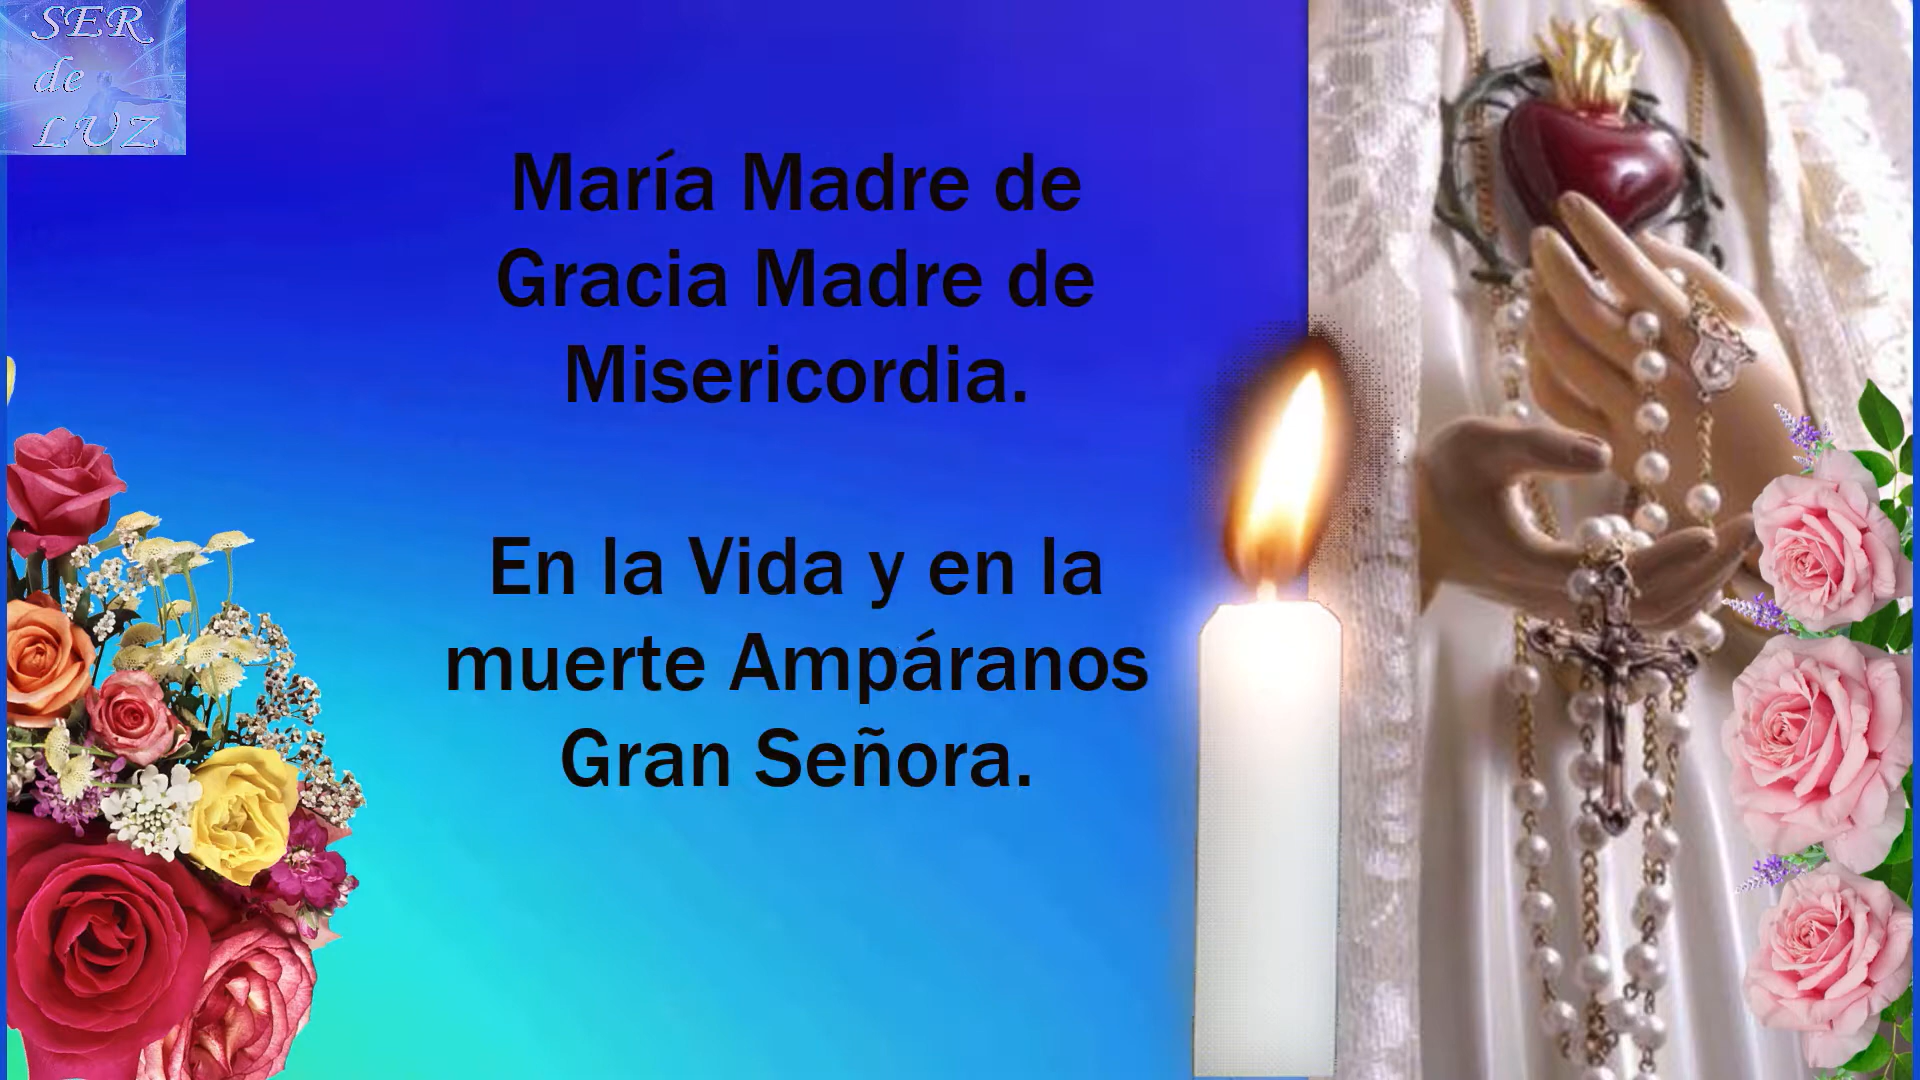 SER
de
LUZ
María Madre de
Gracia Madre de
Misericordia.
En la Vida y en la
muerte Ampáranos
Gran Señora.